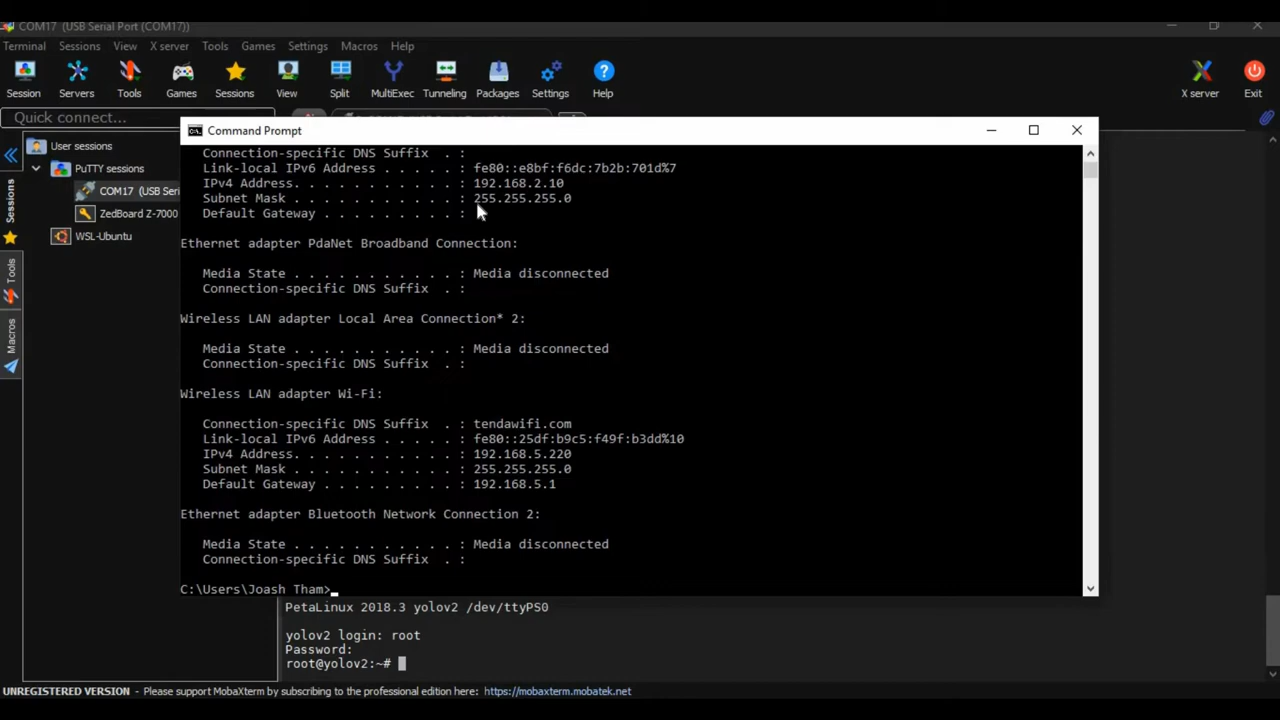 COM17 (USB Serial Port (COM17))
Terminal Sessions View X server Tools Games Settings Macros Help
Session Servers Tools Games Sessions View Split MultiExec Tunneling Packages Settings Help X server Exit
Quick connect...
Command Prompt
User sessions
PuTTY sessions
COM17 (USB Seri
ZedBoard Z-7000
WSL-Ubuntu
Sessions
Tools
Macros
Connection-specific DNS Suffix . :
Link-local IPv6 Address . . . . . : fe80::e8bf:f6dc:7b2b:701d%7
IPv4 Address. . . . . . . . . . . : 192.168.2.10
Subnet Mask . . . . . . . . . . . : 255.255.255.0
Default Gateway . . . . . . . . . :
Ethernet adapter PdaNet Broadband Connection:
Media State . . . . . . . . . . . : Media disconnected
Connection-specific DNS Suffix . :
Wireless LAN adapter Local Area Connection* 2:
Media State . . . . . . . . . . . : Media disconnected
Connection-specific DNS Suffix . :
Wireless LAN adapter Wi-Fi:
Connection-specific DNS Suffix . : tendawifi.com
Link-local IPv6 Address . . . . . : fe80::25df:b9c5:f49f:b3dd%10
IPv4 Address. . . . . . . . . . . : 192.168.5.220
Subnet Mask . . . . . . . . . . . : 255.255.255.0
Default Gateway . . . . . . . . . : 192.168.5.1
Ethernet adapter Bluetooth Network Connection 2:
Media State . . . . . . . . . . . : Media disconnected
Connection-specific DNS Suffix . :
C:\Users\Joash Tham>
PetaLinux 2018.3 yolov2 /dev/ttyPS0
yolov2 login: root
Password:
root@yolov2:~#
UNREGISTERED VERSION - Please support MobaXterm by subscribing to the professional edition here: https://mobaxterm.mobatek.net